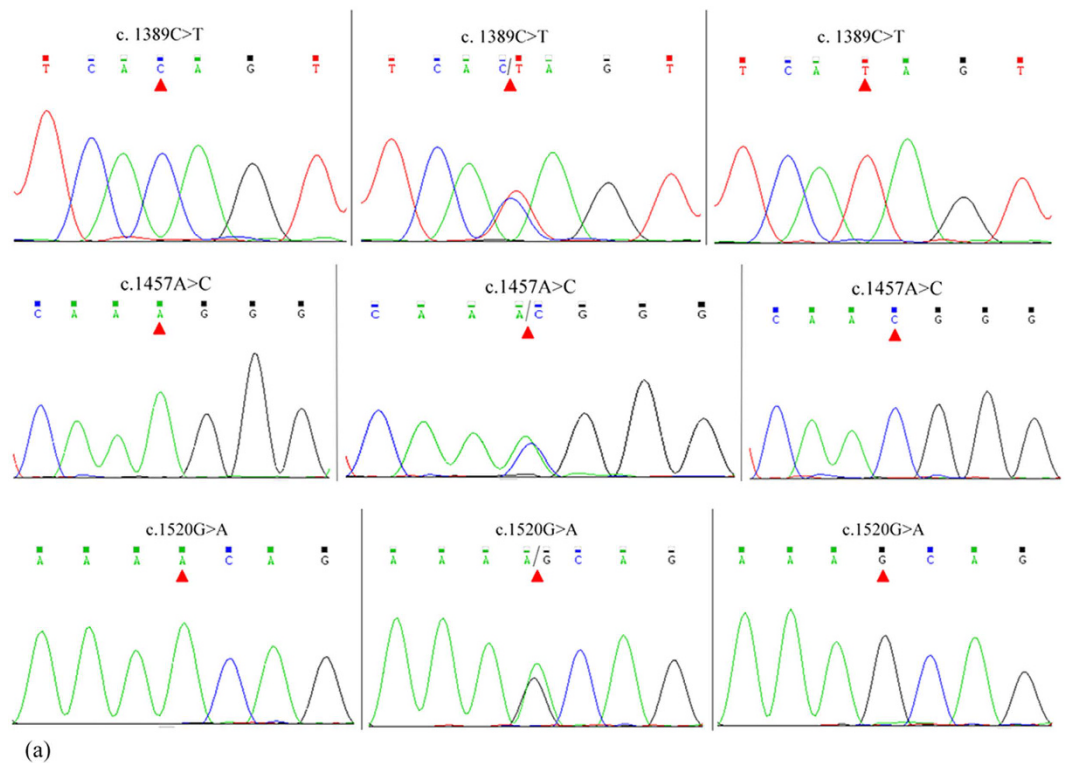 c. 1389C>T c. 1389C>T c. 1389C>T
T C A C A G T T C A C/T A G T T C A T A G T
c.1457A>C c.1457A>C c.1457A>C
C A A A G G G C A A A/C G G G C A A C G G G
c.1520G>A c.1520G>A c.1520G>A
A A A A C A G A A A A/G C A G A A A G C A G
(a)